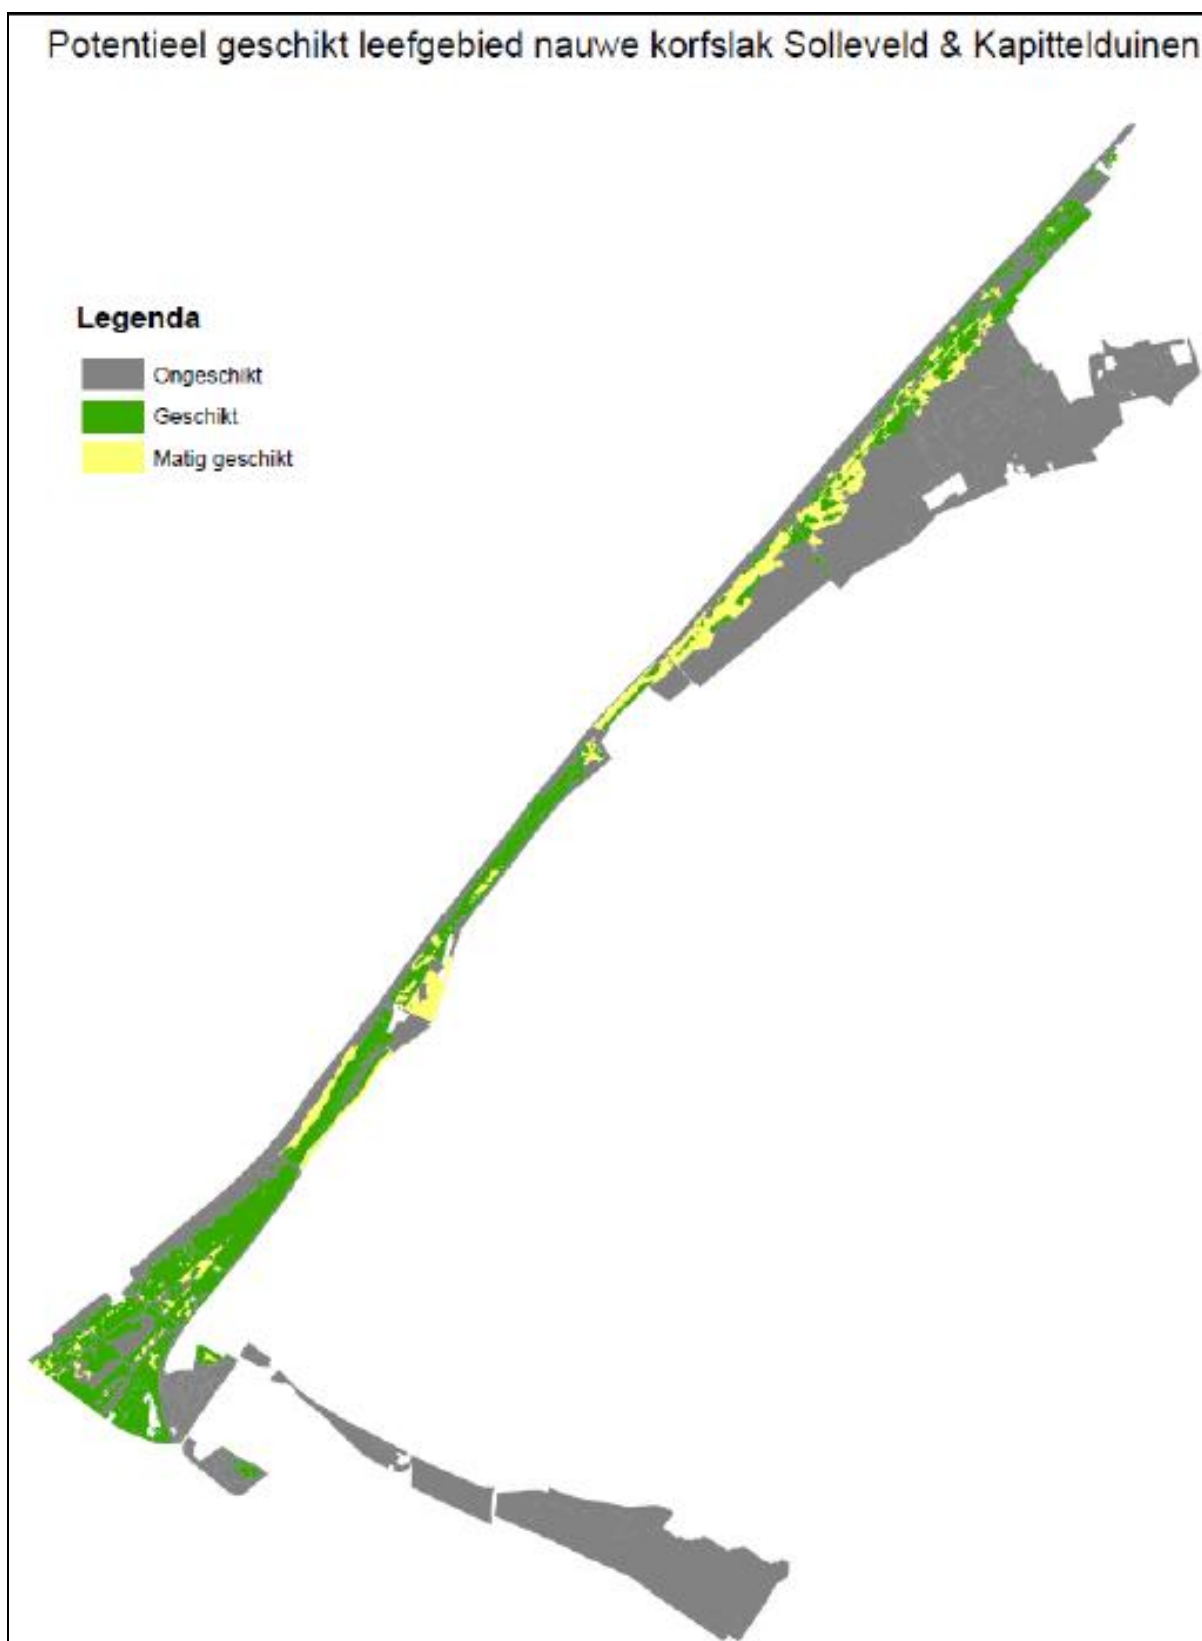 Potentieel geschikt leefgebied nauwe korfslak Solleveld & Kapittelduinen
Legenda
Ongeschikt
Geschikt
Matig geschikt